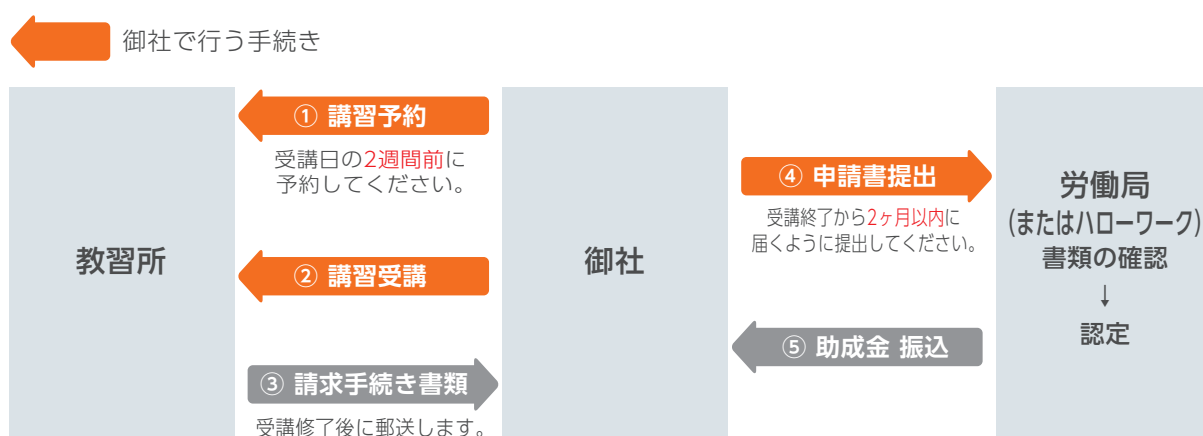 御社で行う手続き
教習所
① 講習予約
受講日の2週間前に
予約してください。
② 講習受講
③ 請求手続き書類
受講修了後に郵送します。
御社
④ 申請書提出
受講終了から2ヶ月以内に
届くように提出してください。
⑤ 助成金 振込
労働局
(またはハローワーク)
書類の確認
↓
認定